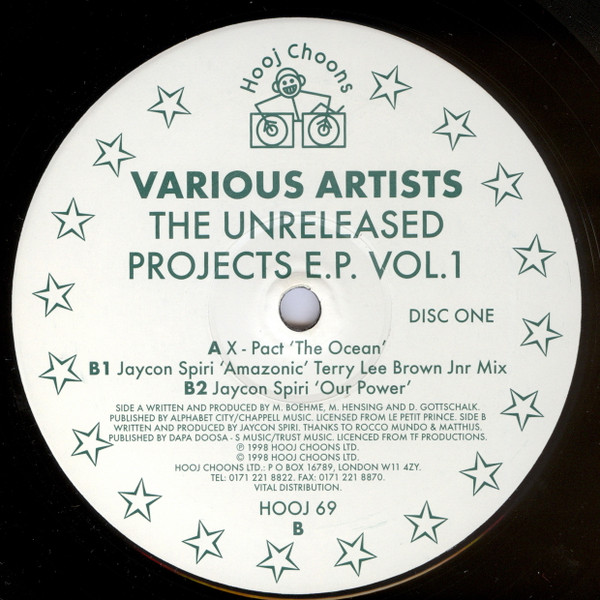 Hooj Choons
VARIOUS ARTISTS
THE UNRELEASED
PROJECTS E.P. VOL.1
DISC ONE
A X - Pact ‘The Ocean’
B1 Jaycon Spiri ‘Amazonic’ Terry Lee Brown Jnr Mix
B2 Jaycon Spiri ‘Our Power’
SIDE A WRITTEN AND PRODUCED BY M. BOEHME, M. HENSING AND D. GOTTSCHALK.
PUBLISHED BY ALPHABET CITY/CHAPPELL MUSIC. LICENSED FROM LE PETIT PRINCE. SIDE B
WRITTEN AND PRODUCED BY JAYCON SPIRI. THANKS TO ROCCO MUNDO & MATTHIJS.
PUBLISHED BY DAPA DOOSA - S MUSIC/TRUST MUSIC. LICENCED FROM TF PRODUCTIONS.
℗ 1998 HOOJ CHOONS LTD.
© 1998 HOOJ CHOONS LTD.
HOOJ CHOONS LTD.: P O BOX 16789, LONDON W11 4ZY.
TEL: 0171 221 8822. FAX: 0171 221 8870.
VITAL DISTRIBUTION.
HOOJ 69
B